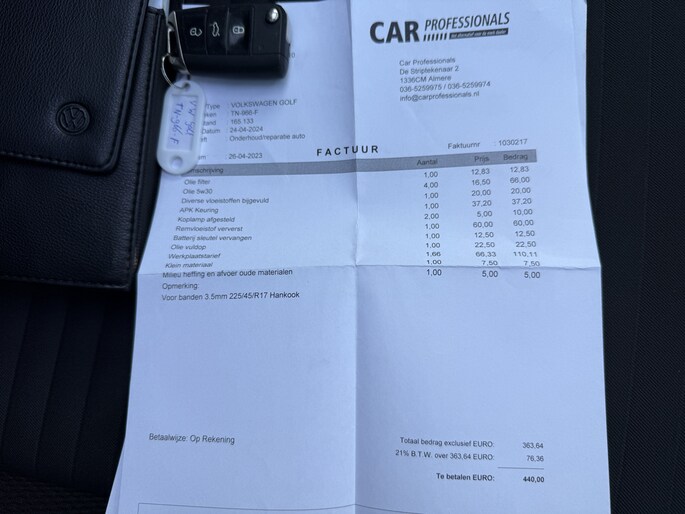 CAR PROFESSIONALS
Car Professionals
De Striptekenaar 2
1336CM Almere
036-5259975 / 036-5259974
info@carprofessionals.nl
VW
TN-966-F
Type VOLKSWAGEN GOLF
TN-966-F
165.133
Datum 24-04-2024
Onderhoud/reparatie auto
26-04-2023
FACTUUR
Factuurnr : 1030217
Aantal Prijs Bedrag
Olie filter 1,00 12,83 12,83
Olie 5w30 4,00 16,50 66,00
Diverse vloeistoffen bijgevuld 1,00 20,00 20,00
APK Keuring 1,00 37,20 37,20
Koplamp afgesteld 2,00 5,00 10,00
Remvloeistof ververst 1,00 60,00 60,00
Batterij sleutel vervangen 1,00 12,50 12,50
Olie vuldop 1,00 22,50 22,50
Werkplaatstarief 1,66 66,33 110,11
Klein materiaal 1,00 7,50 7,50
Milieu heffing en afvoer oude materialen 1,00 5,00 5,00
Opmerking:
Voor banden 3.5mm 225/45/R17 Hankook
Betaalwijze: Op Rekening
Totaal bedrag exclusief EURO: 363,64
21% B.T.W. over 363,64 EURO: 76,36
Te betalen EURO: 440,00